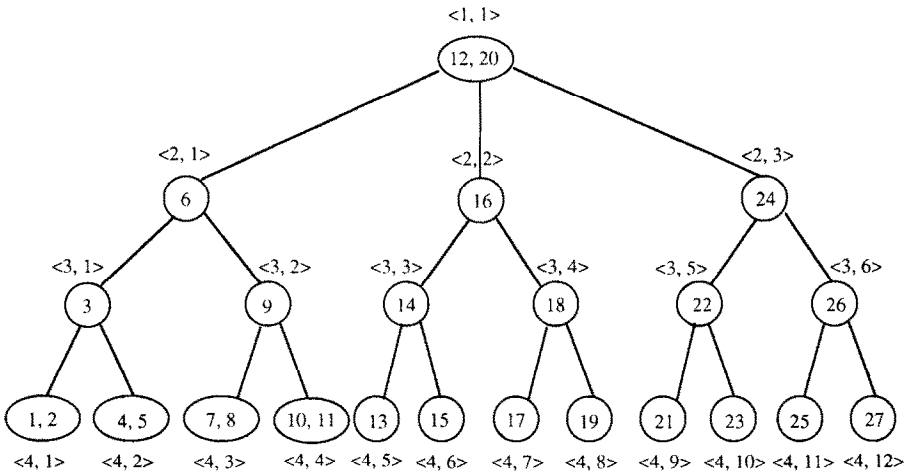 <1, 1>
12, 20
<2, 1> <2, 2> <2, 3>
6 16 24
<3, 1> <3, 2> <3, 3> <3, 4> <3, 5> <3, 6>
3 9 14 18 22 26
1, 2 4, 5 7, 8 10, 11 13 15 17 19 21 23 25 27
<4, 1> <4, 2> <4, 3> <4, 4> <4, 5> <4, 6> <4, 7> <4, 8> <4, 9> <4, 10> <4, 11> <4, 12>